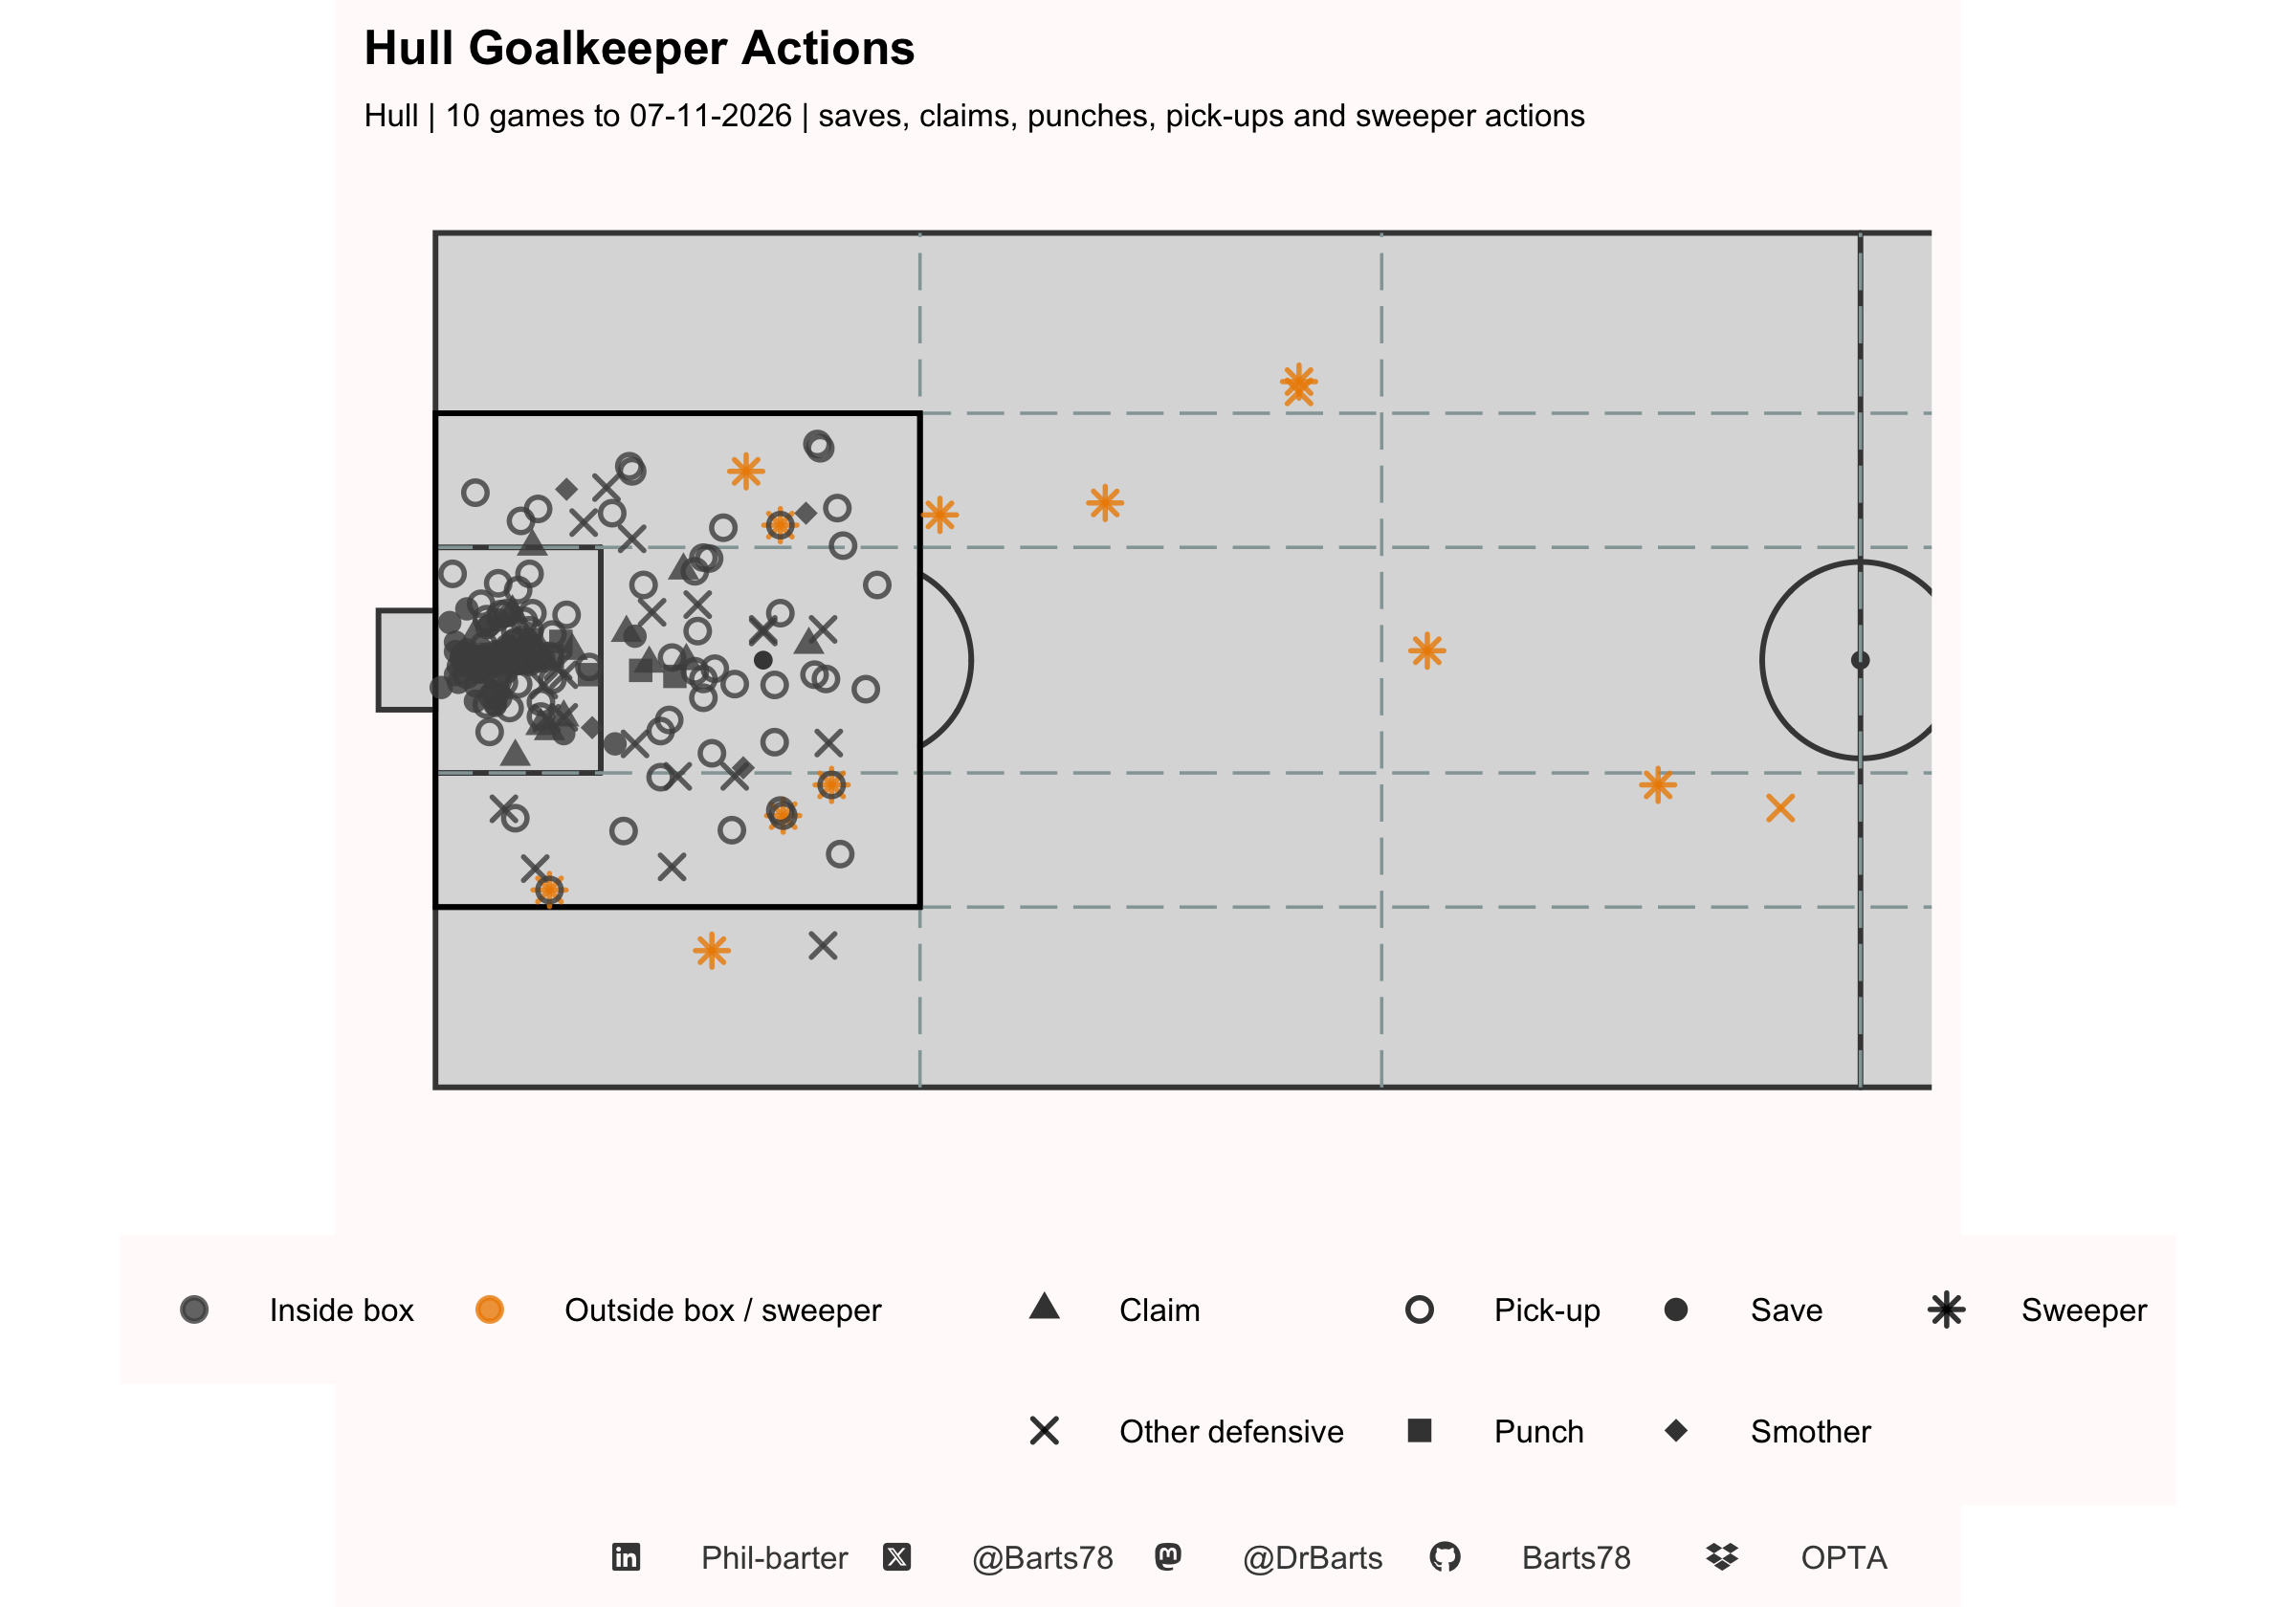 Hull Goalkeeper Actions
Hull | 10 games to 07-11-2026 | saves, claims, punches, pick-ups and sweeper actions
Inside box Outside box / sweeper Claim Pick-up Save Sweeper
Other defensive Punch Smother
Phil-barter @Barts78 @DrBarts Barts78 OPTA